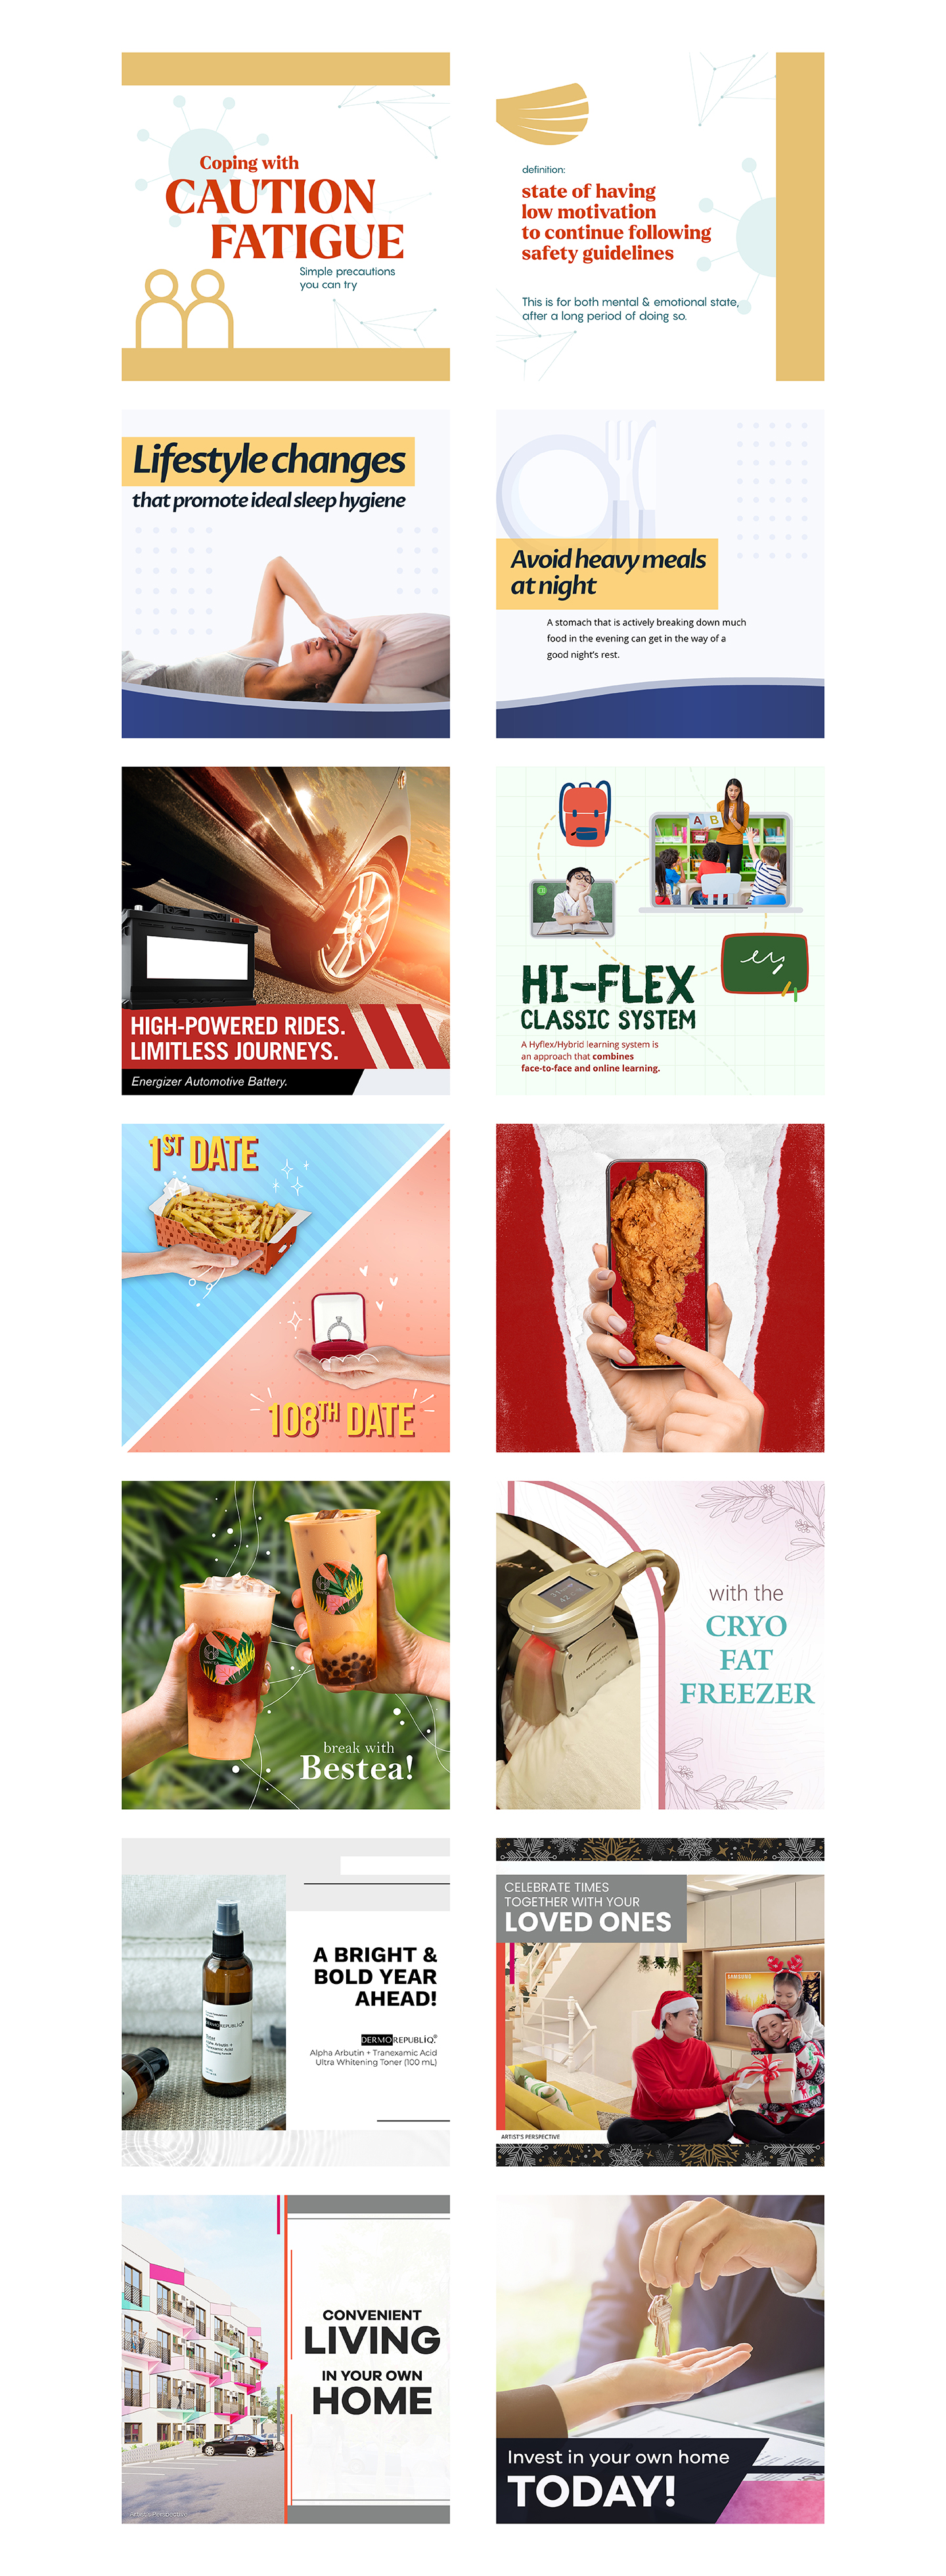 Coping with
CAUTION
FATIGUE
Simple precautions
you can try
definition:
state of having
low motivation
to continue following
safety guidelines
This is for both mental & emotional state,
after a long period of doing so.
Lifestyle changes
that promote ideal sleep hygiene
Avoid heavy meals
at night
A stomach that is actively breaking down much
food in the evening can get in the way of a
good night's rest.
HIGH-POWERED RIDES.
LIMITLESS JOURNEYS.
Energizer Automotive Battery.
A B
HI-FLEX
CLASSIC SYSTEM
A Hyflex/Hybrid learning system is
an approach that combines
face-to-face and online learning.
1ST DATE
108TH DATE
break with
Bestea!
with the
CRYO
FAT
FREEZER
A BRIGHT &
BOLD YEAR
AHEAD!
DERMOREPUBLIQ®
Alpha Arbutin + Tranexamic Acid
Ultra Whitening Toner (100 mL)
CELEBRATE TIMES
TOGETHER WITH YOUR
LOVED ONES
SAMSUNG
ARTIST'S PERSPECTIVE
CONVENIENT
LIVING
IN YOUR OWN
HOME
Artist's Perspective
Invest in your own home
TODAY!